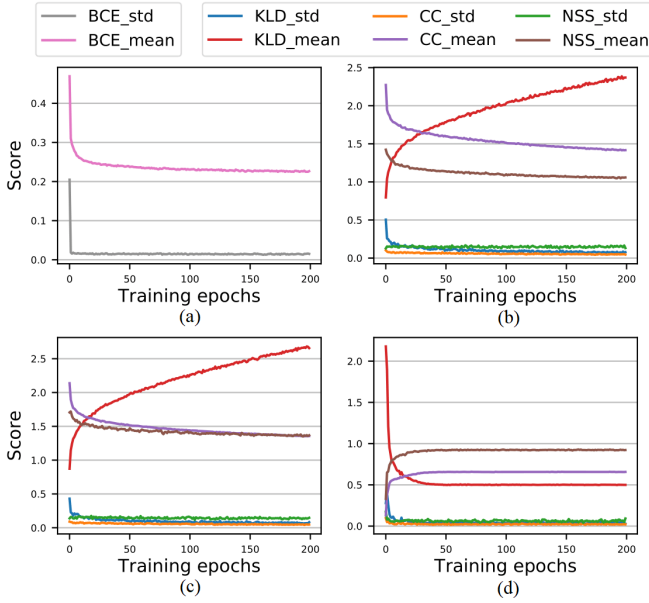 BCE_std KLD_std CC_std NSS_std
BCE_mean KLD_mean CC_mean NSS_mean
Score
0.4
0.3
0.2
0.1
0.0
0 50 100 150 200
Training epochs
(a)
2.5
2.0
1.5
1.0
0.5
0.0
0 50 100 150 200
Training epochs
(b)
Score
2.5
2.0
1.5
1.0
0.5
0.0
0 50 100 150 200
Training epochs
(c)
2.0
1.5
1.0
0.5
0.0
0 50 100 150 200
Training epochs
(d)